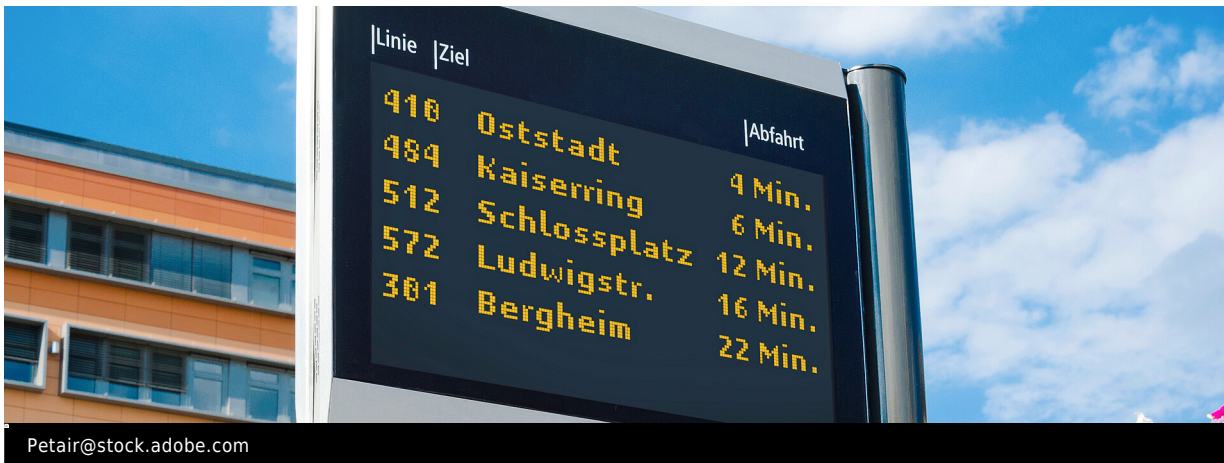 Linie Ziel Abfahrt
410 Oststadt 4 Min.
484 Kaiserring 6 Min.
512 Schlossplatz 12 Min.
572 Ludwigstr. 16 Min.
301 Bergheim 22 Min.
Petair@stock.adobe.com